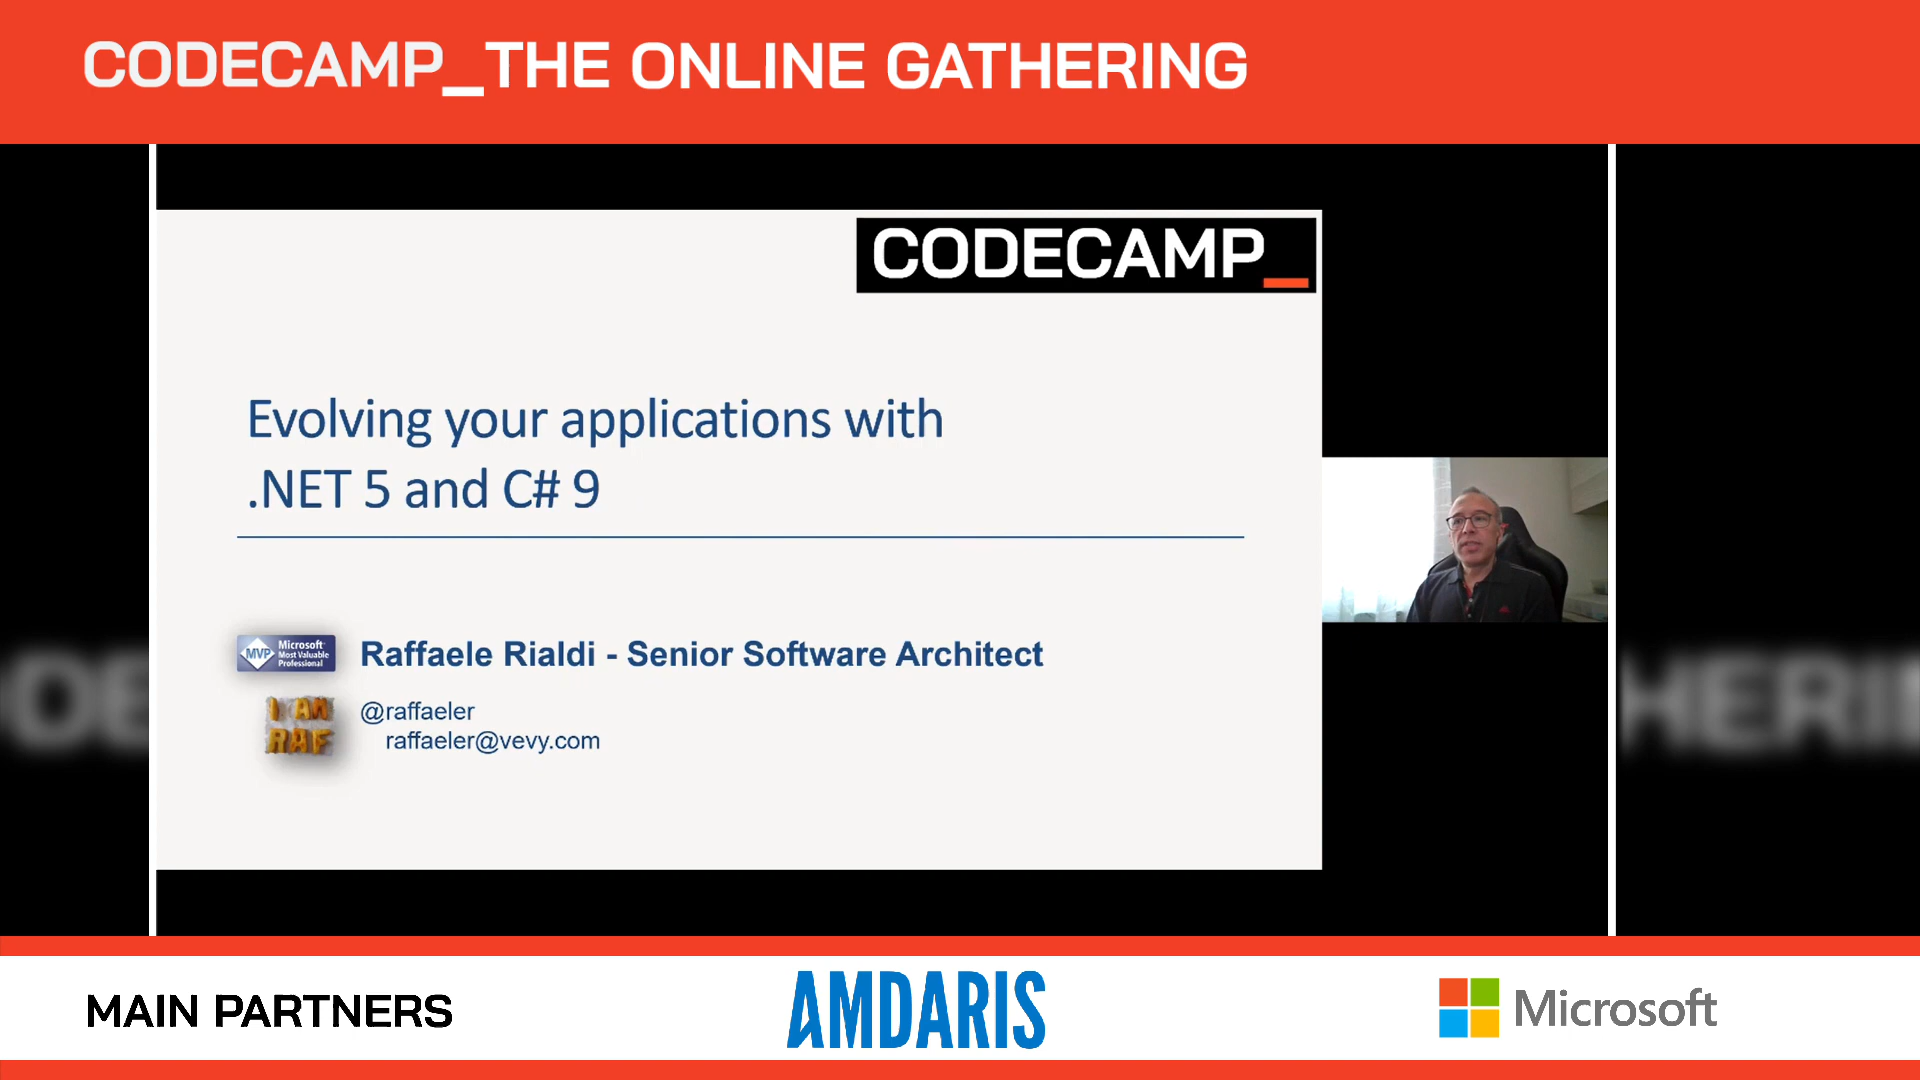 CODECAMP_THE ONLINE GATHERING
CODECAMP_
Evolving your applications with
.NET 5 and C# 9
MVP
Microsoft
Most Valuable
Professional
Raffaele Rialdi - Senior Software Architect
I AM
RAF
@raffaeler
raffaeler@vevy.com
MAIN PARTNERS
AMDARIS
Microsoft